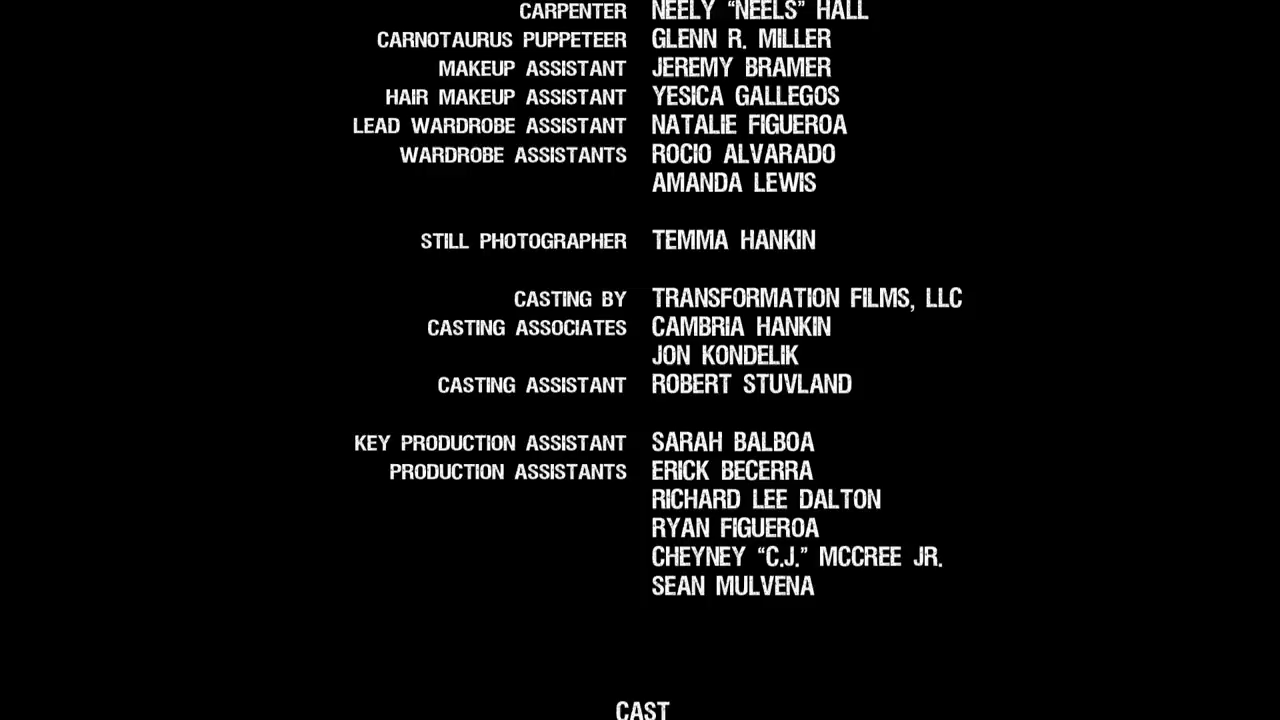 CARPENTER NEELY “NEELS” HALL
CARNOTAURUS PUPPETEER GLENN R. MILLER
MAKEUP ASSISTANT JEREMY BRAMER
HAIR MAKEUP ASSISTANT YESICA GALLEGOS
LEAD WARDROBE ASSISTANT NATALIE FIGUEROA
WARDROBE ASSISTANTS ROCIO ALVARADO
AMANDA LEWIS
STILL PHOTOGRAPHER TEMMA HANKIN
CASTING BY TRANSFORMATION FILMS, LLC
CASTING ASSOCIATES CAMBRIA HANKIN
JON KONDELIK
CASTING ASSISTANT ROBERT STUVLAND
KEY PRODUCTION ASSISTANT SARAH BALBOA
PRODUCTION ASSISTANTS ERICK BECERRA
RICHARD LEE DALTON
RYAN FIGUEROA
CHEYNEY “C.J.” MCCREE JR.
SEAN MULVENA
CAST